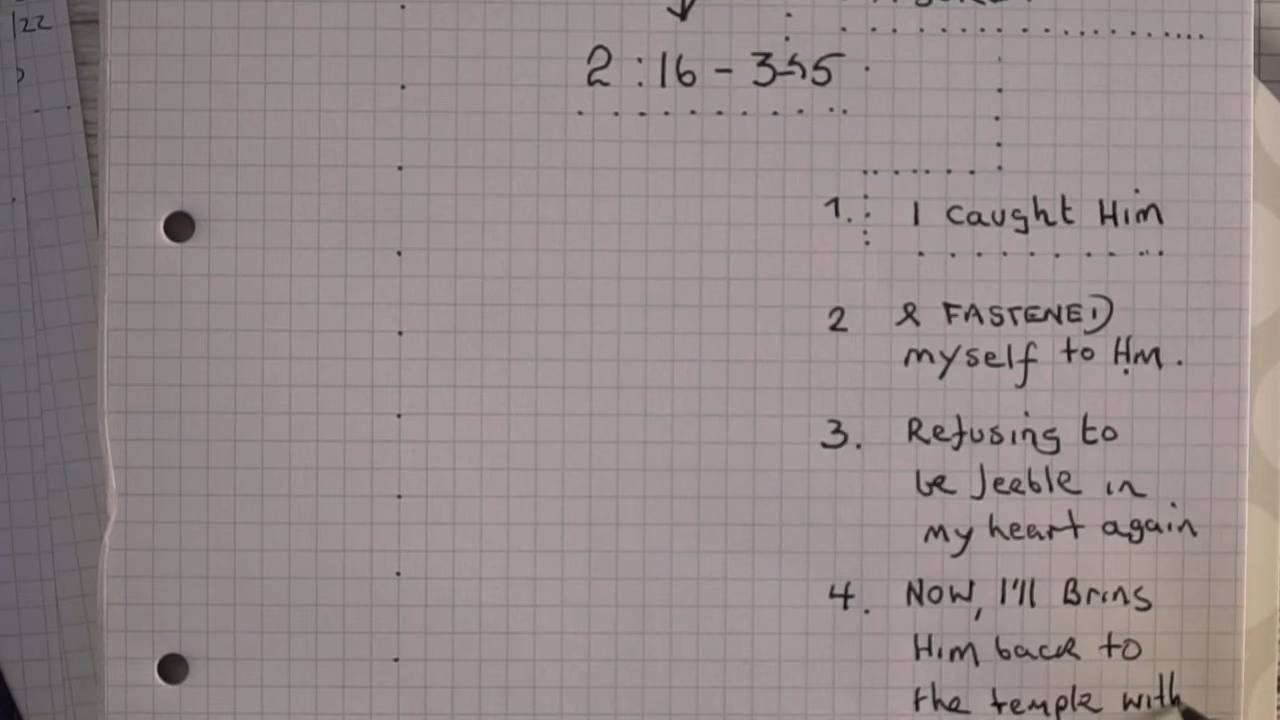 /22
2 : 16 - 3:5
1. I caught Him
2 & FASTENED
myself to Him.
3. Refusing to
be feeble in
my heart again
4. Now, I'll Bring
Him back to
the temple with